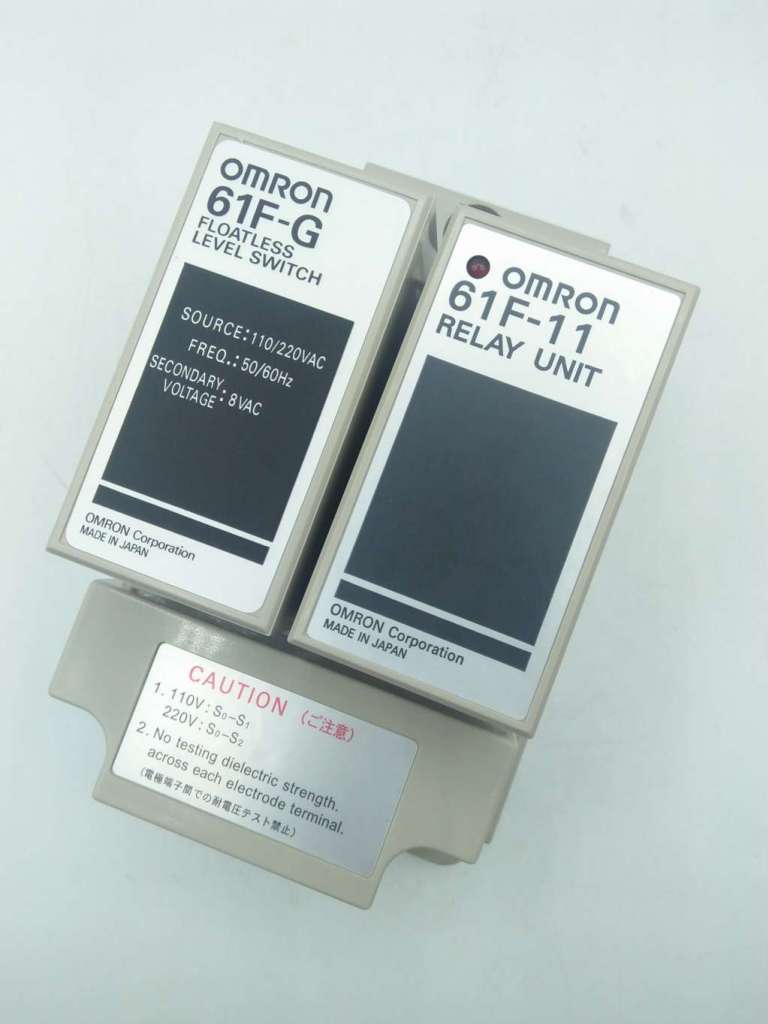 OMRON
61F-G
FLOATLESS
LEVEL SWITCH
SOURCE:110/220VAC
FREQ.:50/60Hz
SECONDARY
VOLTAGE:8VAC
OMRON Corporation
MADE IN JAPAN
OMRON
61F-11
RELAY UNIT
OMRON Corporation
MADE IN JAPAN
CAUTION (ご注意)
1. 110V: S₀-S₁
220V: S₀-S₂
2. No testing dielectric strength.
across each electrode terminal.
(電極端子間での耐電圧テスト禁止)